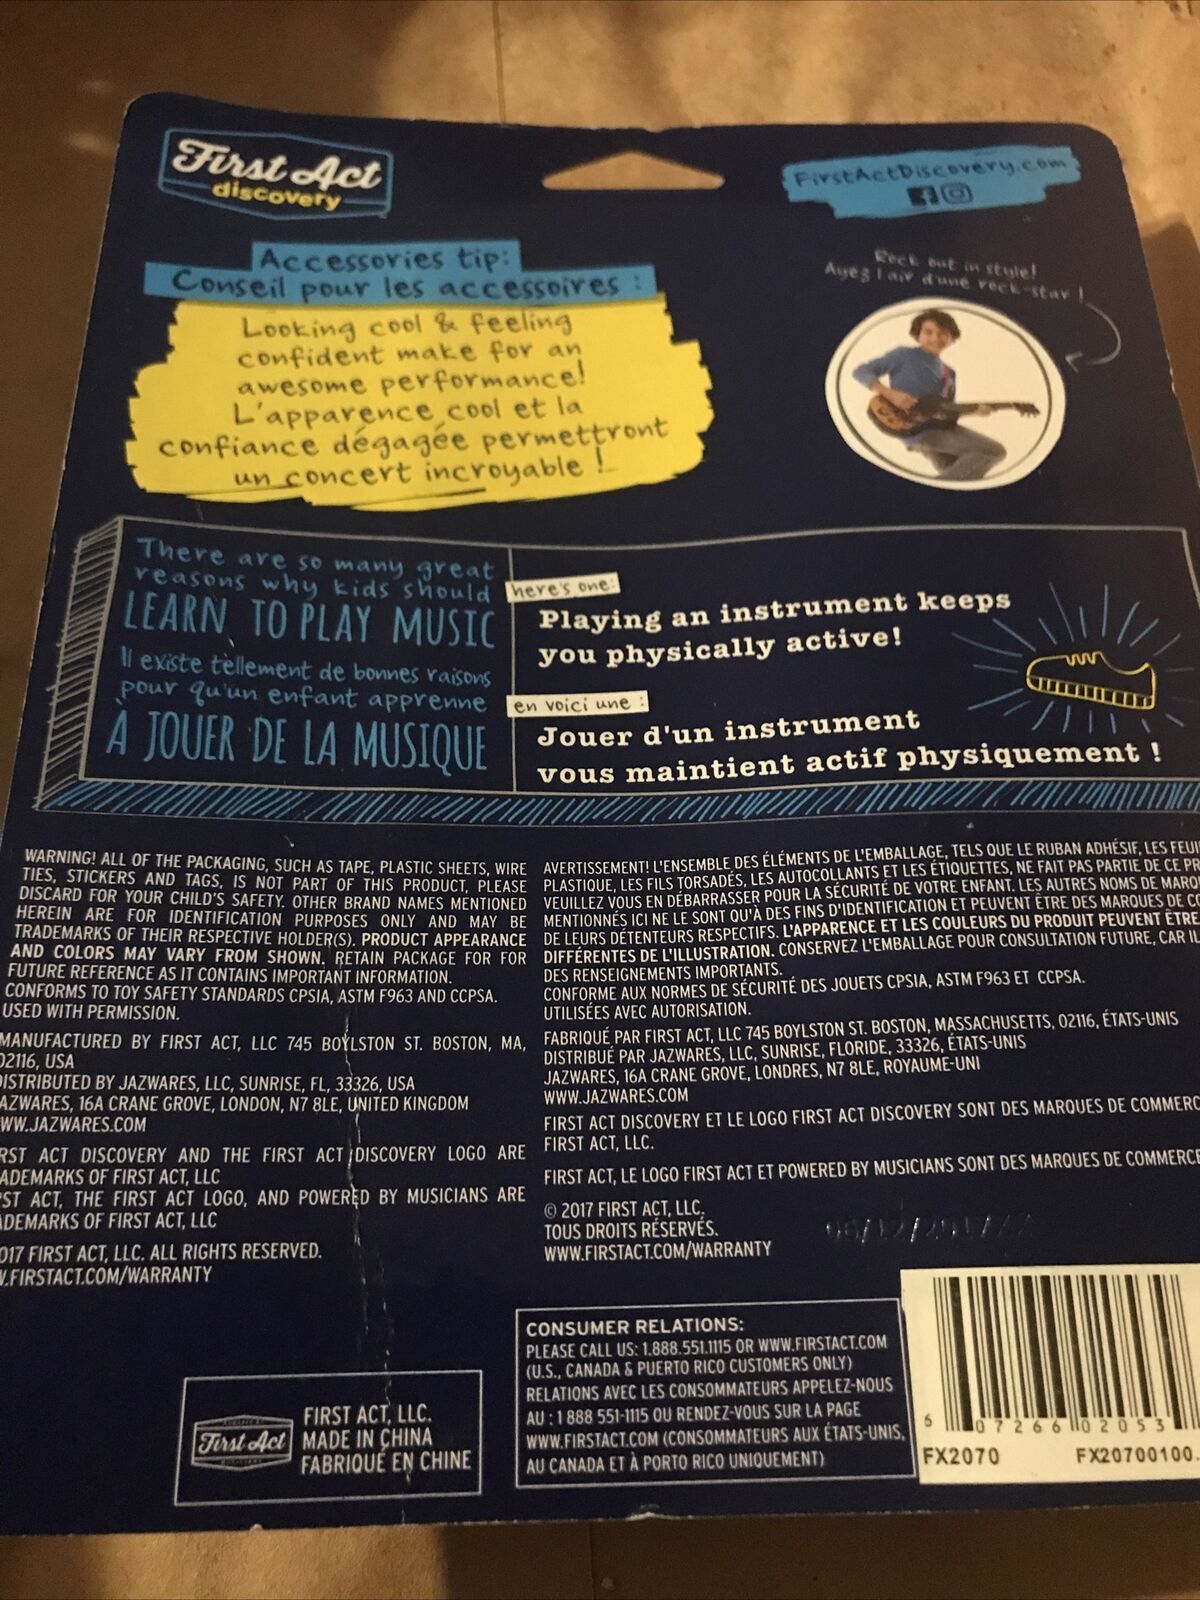 First Act
discovery
FirstActDiscovery.com
Accessories tip:
Conseil pour les accessoires :
Looking cool & feeling
confident make for an
awesome performance!
L'apparence cool et la
confiance dégagée permettront
un concert incroyable !
Rock out in style!
Ayez l'air d'une rock-star !
There are so many great
reasons why kids should
LEARN TO PLAY MUSIC
Il existe tellement de bonnes raisons
pour qu'un enfant apprenne
À JOUER DE LA MUSIQUE
here's one:
Playing an instrument keeps
you physically active!
en voici une :
Jouer d'un instrument
vous maintient actif physiquement !
WARNING! ALL OF THE PACKAGING, SUCH AS TAPE, PLASTIC SHEETS, WIRE
TIES, STICKERS AND TAGS, IS NOT PART OF THIS PRODUCT, PLEASE
DISCARD FOR YOUR CHILD'S SAFETY. OTHER BRAND NAMES MENTIONED
HEREIN ARE FOR IDENTIFICATION PURPOSES ONLY AND MAY BE
TRADEMARKS OF THEIR RESPECTIVE HOLDER(S). PRODUCT APPEARANCE
AND COLORS MAY VARY FROM SHOWN. RETAIN PACKAGE FOR FOR
FUTURE REFERENCE AS IT CONTAINS IMPORTANT INFORMATION.
CONFORMS TO TOY SAFETY STANDARDS CPSIA, ASTM F963 AND CCPSA.
USED WITH PERMISSION.
MANUFACTURED BY FIRST ACT, LLC 745 BOYLSTON ST. BOSTON, MA,
02116, USA
DISTRIBUTED BY JAZWARES, LLC, SUNRISE, FL, 33326, USA
AZWARES, 16A CRANE GROVE, LONDON, N7 8LE, UNITED KINGDOM
WW.JAZWARES.COM
RST ACT DISCOVERY AND THE FIRST ACT DISCOVERY LOGO ARE
ADEMARKS OF FIRST ACT, LLC
ST ACT, THE FIRST ACT LOGO, AND POWERED BY MUSICIANS ARE
ADEMARKS OF FIRST ACT, LLC
017 FIRST ACT, LLC. ALL RIGHTS RESERVED.
W.FIRSTACT.COM/WARRANTY
AVERTISSEMENT! L'ENSEMBLE DES ÉLÉMENTS DE L'EMBALLAGE, TELS QUE LE RUBAN ADHÉSIF, LES FEUI
PLASTIQUE, LES FILS TORSADÉS, LES AUTOCOLLANTS ET LES ÉTIQUETTES, NE FAIT PAS PARTIE DE CE PR
VEUILLEZ VOUS EN DÉBARRASSER POUR LA SÉCURITÉ DE VOTRE ENFANT. LES AUTRES NOMS DE MARQ
MENTIONNÉS ICI NE LE SONT QU'À DES FINS D'IDENTIFICATION ET PEUVENT ÊTRE DES MARQUES DE CO
DE LEURS DÉTENTEURS RESPECTIFS. L'APPARENCE ET LES COULEURS DU PRODUIT PEUVENT ÊTRE
DIFFÉRENTES DE L'ILLUSTRATION. CONSERVEZ L'EMBALLAGE POUR CONSULTATION FUTURE, CAR IL
DES RENSEIGNEMENTS IMPORTANTS.
CONFORME AUX NORMES DE SÉCURITÉ DES JOUETS CPSIA, ASTM F963 ET CCPSA.
UTILISÉES AVEC AUTORISATION.
FABRIQUÉ PAR FIRST ACT, LLC 745 BOYLSTON ST. BOSTON, MASSACHUSETTS, 02116, ÉTATS-UNIS
DISTRIBUÉ PAR JAZWARES, LLC, SUNRISE, FLORIDE, 33326, ÉTATS-UNIS
JAZWARES, 16A CRANE GROVE, LONDRES, N7 8LE, ROYAUME-UNI
WWW.JAZWARES.COM
FIRST ACT DISCOVERY ET LE LOGO FIRST ACT DISCOVERY SONT DES MARQUES DE COMMERC
FIRST ACT, LLC.
FIRST ACT, LE LOGO FIRST ACT ET POWERED BY MUSICIANS SONT DES MARQUES DE COMMERCE
© 2017 FIRST ACT, LLC.
TOUS DROITS RÉSERVÉS.
WWW.FIRSTACT.COM/WARRANTY
First Act
FIRST ACT, LLC.
MADE IN CHINA
FABRIQUÉ EN CHINE
CONSUMER RELATIONS:
PLEASE CALL US: 1.888.551.1115 OR WWW.FIRSTACT.COM
(U.S., CANADA & PUERTO RICO CUSTOMERS ONLY)
RELATIONS AVEC LES CONSOMMATEURS APPELEZ-NOUS
AU : 1 888 551-1115 OU RENDEZ-VOUS SUR LA PAGE
WWW.FIRSTACT.COM (CONSOMMATEURS AUX ÉTATS-UNIS,
AU CANADA ET À PORTO RICO UNIQUEMENT)
6 07266 02053
FX2070 FX20700100.